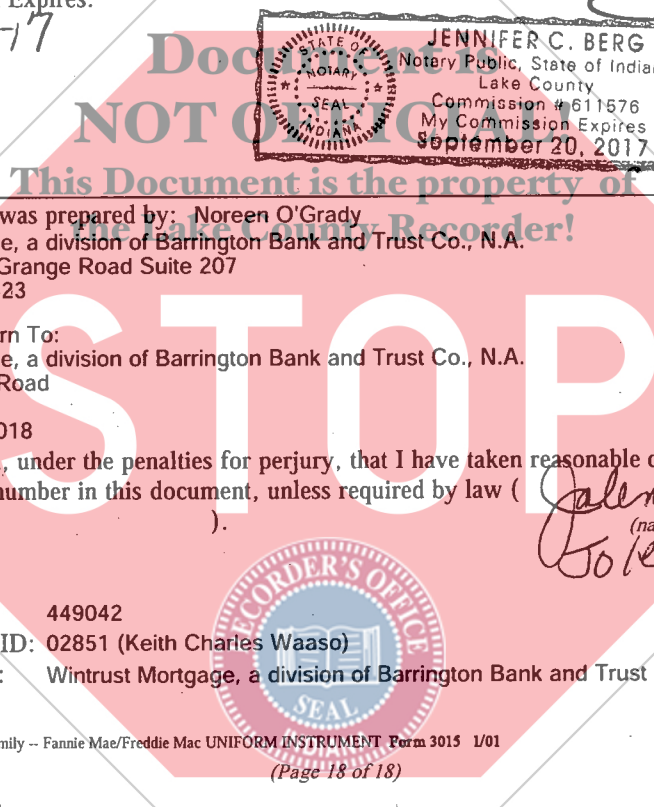 Expires:
-17
STATE OF
NOTARY
SEAL
INDIANA
JENNIFER C. BERG
Notary Public, State of Indian
Lake County
Commission # 611576
My Commission Expires
September 20, 2017
Document is
NOT OFFICIAL!
This Document is the property of
the Lake County Recorder!
was prepared by: Noreen O'Grady
e, a division of Barrington Bank and Trust Co., N.A.
Grange Road Suite 207
23
rn To:
e, a division of Barrington Bank and Trust Co., N.A.
Road
018
STOP
, under the penalties for perjury, that I have taken reasonable c
number in this document, unless required by law (
(na
).
RECORDER'S OFFICE
SEAL
INDIANA
449042
ID: 02851 (Keith Charles Waaso)
: Wintrust Mortgage, a division of Barrington Bank and Trust
mily -- Fannie Mae/Freddie Mac UNIFORM INSTRUMENT Form 3015 1/01
(Page 18 of 18)